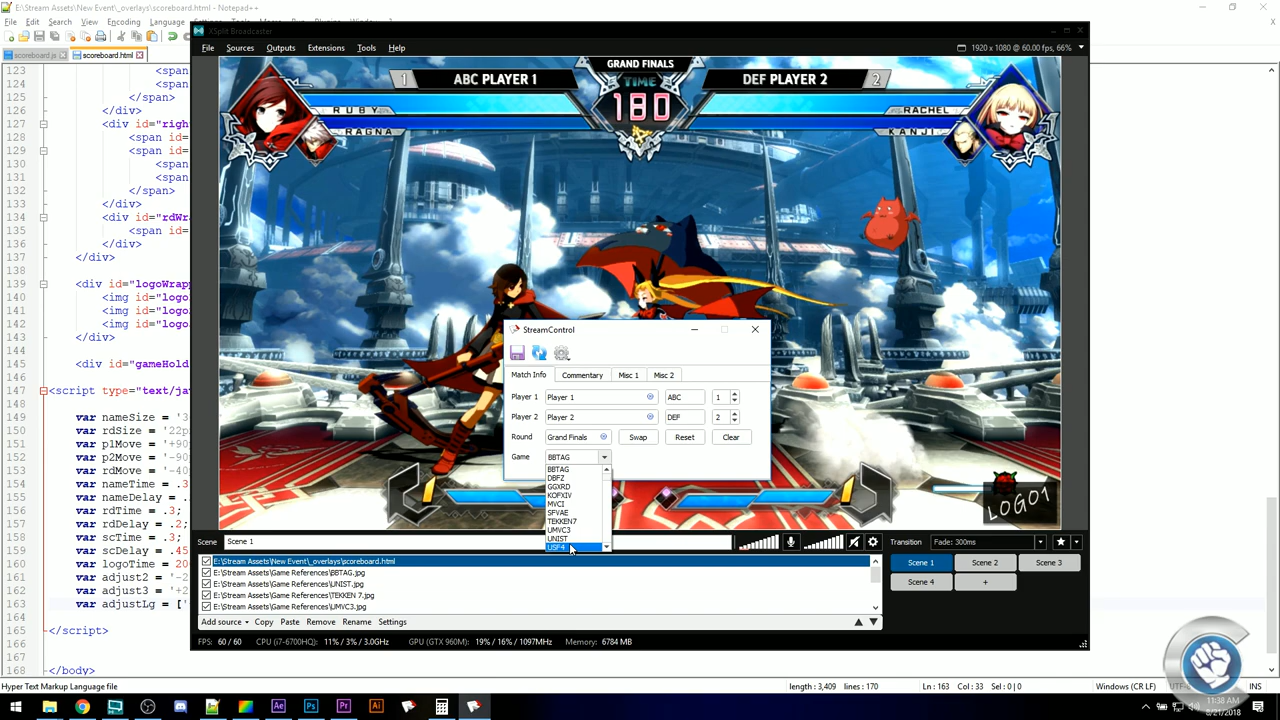 E:\Stream Assets\New Event\_overlays\scoreboard.html - Notepad++
File Edit Search View Encoding Language
scoreboard.js scoreboard.html
123 <span
124 <span
125 </span>
126 </div>
127 <div id="right
128 <span id=
129 <span id=
130 <span
131 <span
132 </span>
133 </div>
134 <div id="rdWr
135 <span id=
136 </div>
137 </div>
138
139 <div id="logoWrapp
140 <img id="logo
141 <img id="logo
142 <img id="logo
143 </div>
144
145 <div id="gameHold
146
147 <script type="text/ja
148
149 var nameSize = '3
150 var rdSize = '22p
151 var p1Move = '+90
152 var p2Move = '-90
153 var rdMove = '-40
154 var nameTime = .3
155 var nameDelay = .
156 var rdTime = .3;
157 var rdDelay = .2;
158 var scTime = .3;
159 var scDelay = .45
160 var logoTime = 20
161 var adjust2 = '-2
162 var adjust3 = '+2
163 var adjustLg = ['
164
165 </script>
166
167
168 </body>
XSplit Broadcaster
File Sources Outputs Extensions Tools Help
1920 x 1080 @ 60.00 fps, 66%
GRAND FINALS
1 ABC PLAYER 1
DEF PLAYER 2 2
TIME
180
RUBY
RAGNA
RACHEL
KANJI
LOGO1
StreamControl
Match Info Commentary Misc 1 Misc 2
Player 1 Player 1 ABC 1
Player 2 Player 2 DEF 2
Round Grand Finals Swap Reset Clear
Game BBTAG
BBTAG
DBFZ
GGXRD
KOFXIV
MVCI
SFVAE
TEKKEN7
UMVC3
UNIST
USF4
Scene Scene 1
E:\Stream Assets\New Event\_overlays\scoreboard.html
E:\Stream Assets\Game References\BBTAG.jpg
E:\Stream Assets\Game References\UNIST.jpg
E:\Stream Assets\Game References\TEKKEN 7.jpg
E:\Stream Assets\Game References\UMVC3.jpg
Add source Copy Paste Remove Rename Settings
Transition Fade: 300ms
Scene 1 Scene 2 Scene 3
Scene 4 +
FPS: 60 / 60 CPU (i7-6700HQ): 11% / 3% / 3.0GHz GPU (GTX 960M): 19% / 16% / 1097MHz Memory: 6784 MB
Hyper Text Markup Language file
length : 3,409 lines : 170
Ln : 163 Col : 33 Sel : 0 | 0
Windows (CR LF)
INS
11:38 AM
8/21/2018